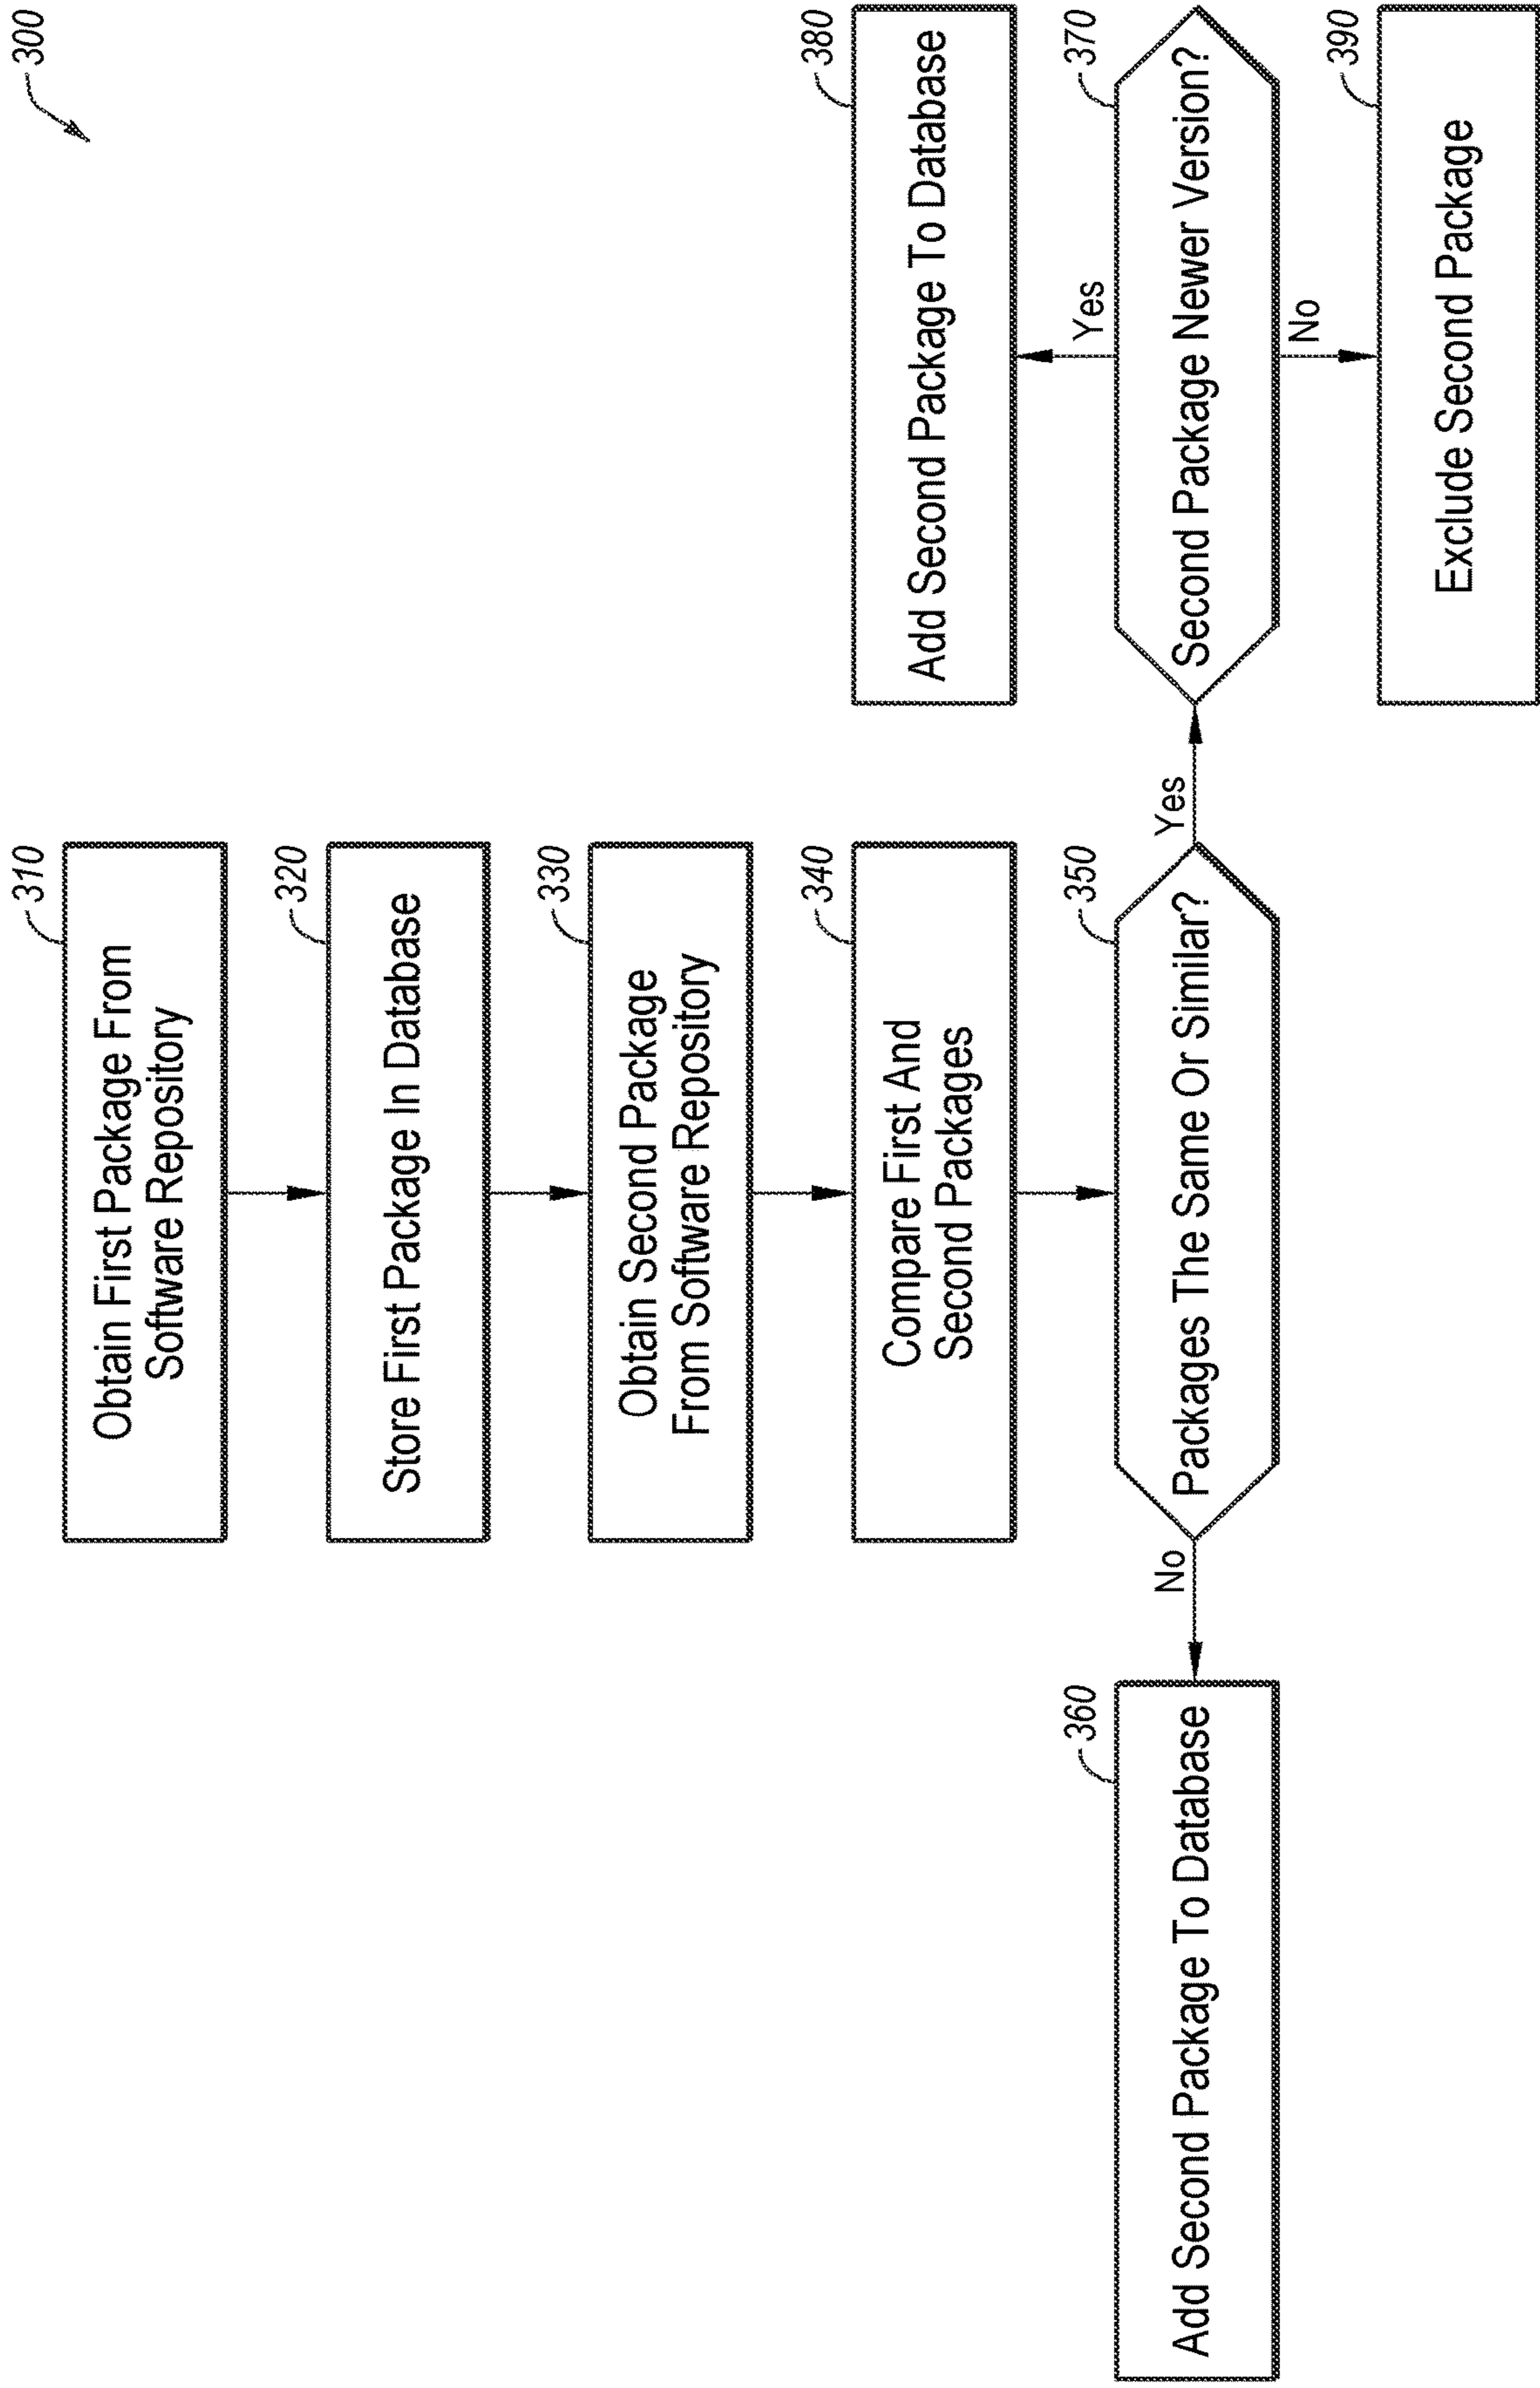 300
310
Obtain First Package From
Software Repository
320
Store First Package In Database
330
Obtain Second Package
From Software Repository
340
Compare First And
Second Packages
350
Packages The Same Or Similar?
No
360
Add Second Package To Database
Yes
370
Second Package Newer Version?
Yes
380
Add Second Package To Database
No
390
Exclude Second Package